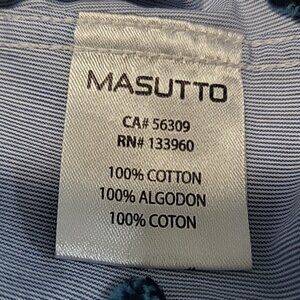 MASUTTO
CA# 56309
RN# 133960
100% COTTON
100% ALGODON
100% COTON